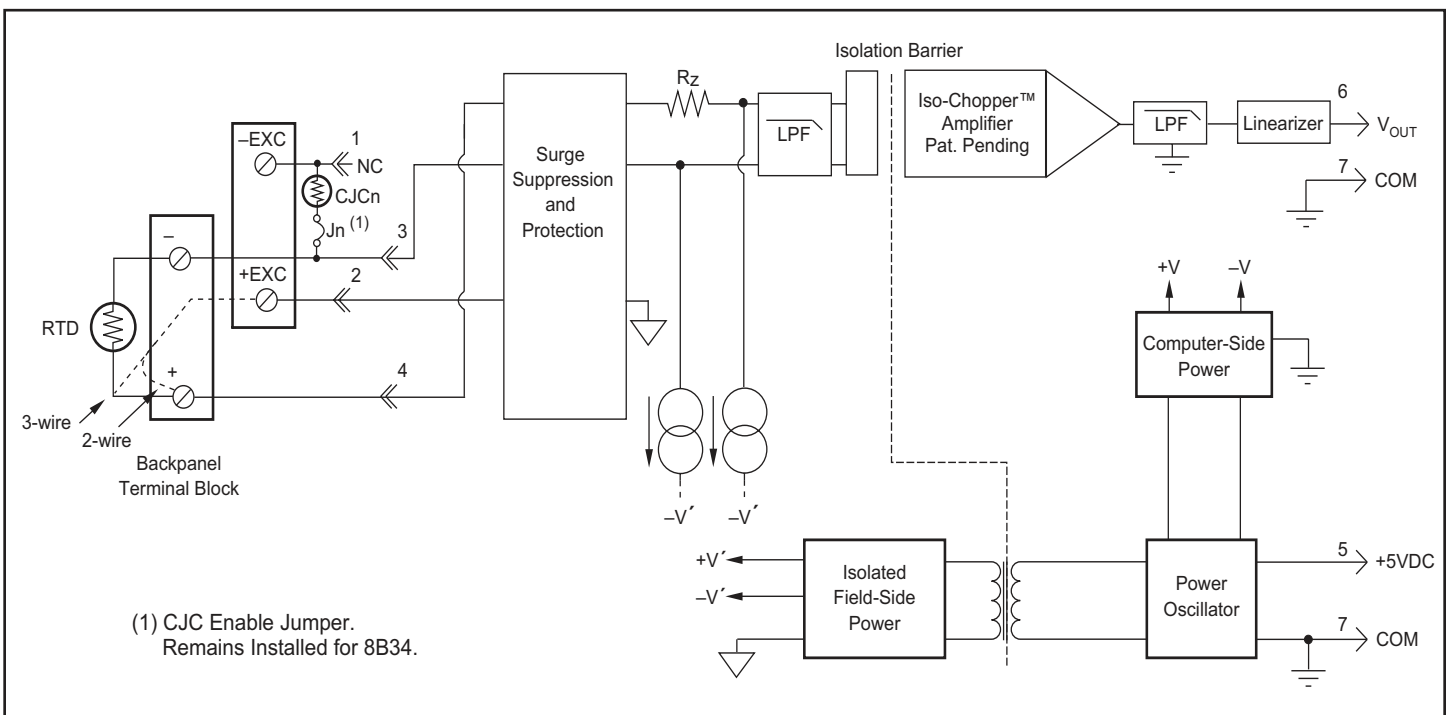 Isolation Barrier
Rz
Iso-Chopper™
Amplifier
Pat. Pending
LPF
LPF
Linearizer
6
VOUT
7
COM
–EXC
1
NC
CJCn
Jn (1)
3
Surge
Suppression
and
Protection
–
+EXC
2
RTD
+
4
3-wire
2-wire
Backpanel
Terminal Block
–V´
–V´
+V
–V
Computer-Side
Power
+V´
–V´
Isolated
Field-Side
Power
Power
Oscillator
5
+5VDC
7
COM
(1) CJC Enable Jumper.
Remains Installed for 8B34.